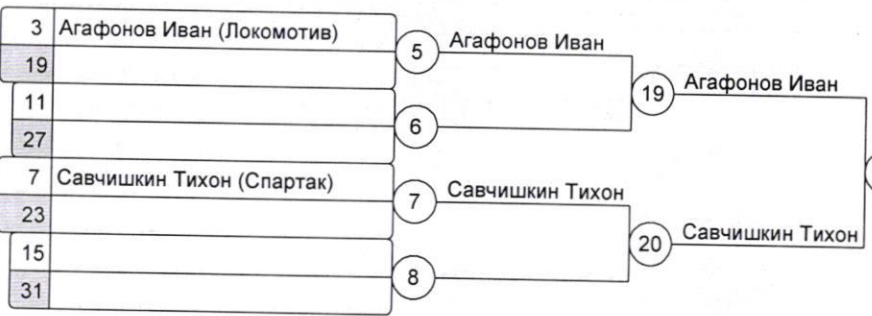 3 Агафонов Иван (Локомотив)
19
11
27
7 Савчишкин Тихон (Спартак)
23
15
31
5
6
7
8
Агафонов Иван
Савчишкин Тихон
19
20
Агафонов Иван
Савчишкин Тихон